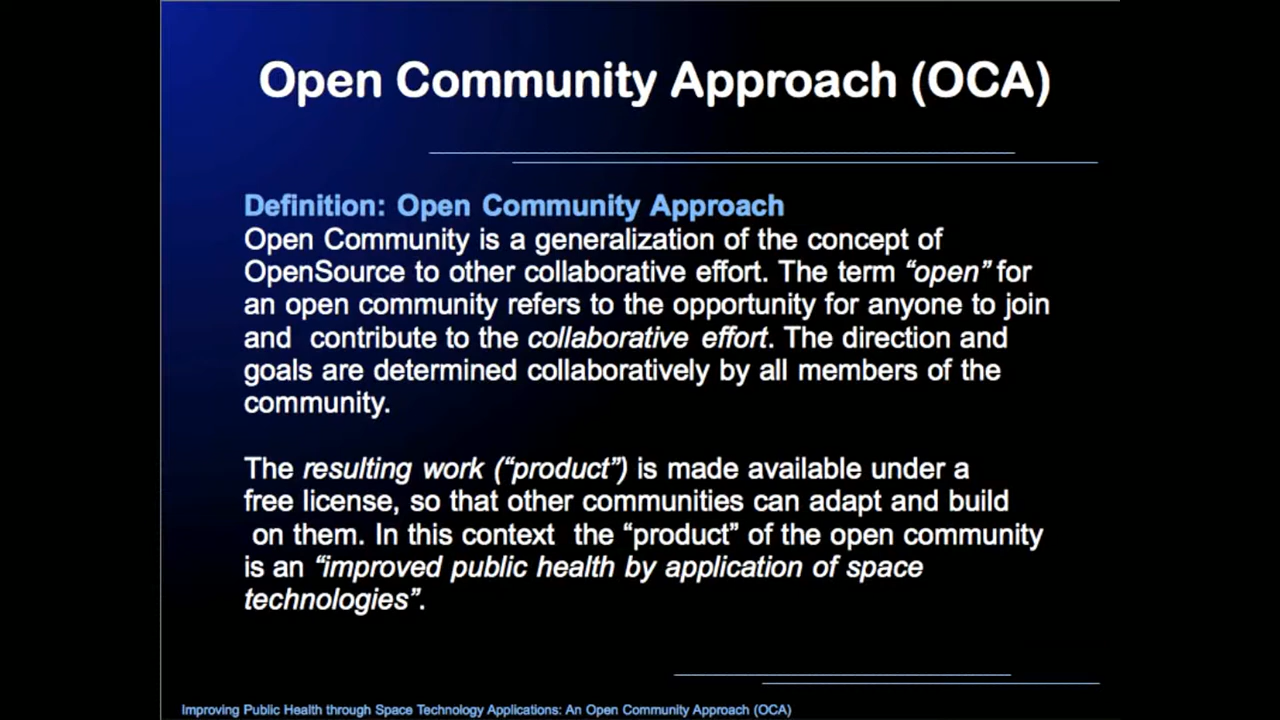 Open Community Approach (OCA)
Definition: Open Community Approach
Open Community is a generalization of the concept of
OpenSource to other collaborative effort. The term “open” for
an open community refers to the opportunity for anyone to join
and contribute to the collaborative effort. The direction and
goals are determined collaboratively by all members of the
community.
The resulting work (“product”) is made available under a
free license, so that other communities can adapt and build
on them. In this context the “product” of the open community
is an “improved public health by application of space
technologies”.
Improving Public Health through Space Technology Applications: An Open Community Approach (OCA)